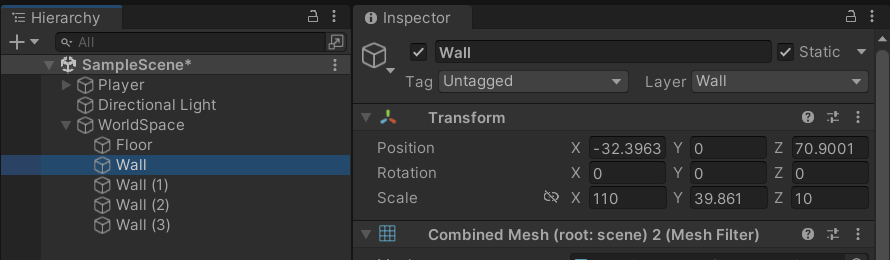 Hierarchy
All
SampleScene*
Player
Directional Light
WorldSpace
Floor
Wall
Wall (1)
Wall (2)
Wall (3)
Inspector
Wall
Static
Tag Untagged Layer Wall
Transform
Position X -32.3963 Y 0 Z 70.9001
Rotation X 0 Y 0 Z 0
Scale X 110 Y 39.861 Z 10
Combined Mesh (root: scene) 2 (Mesh Filter)